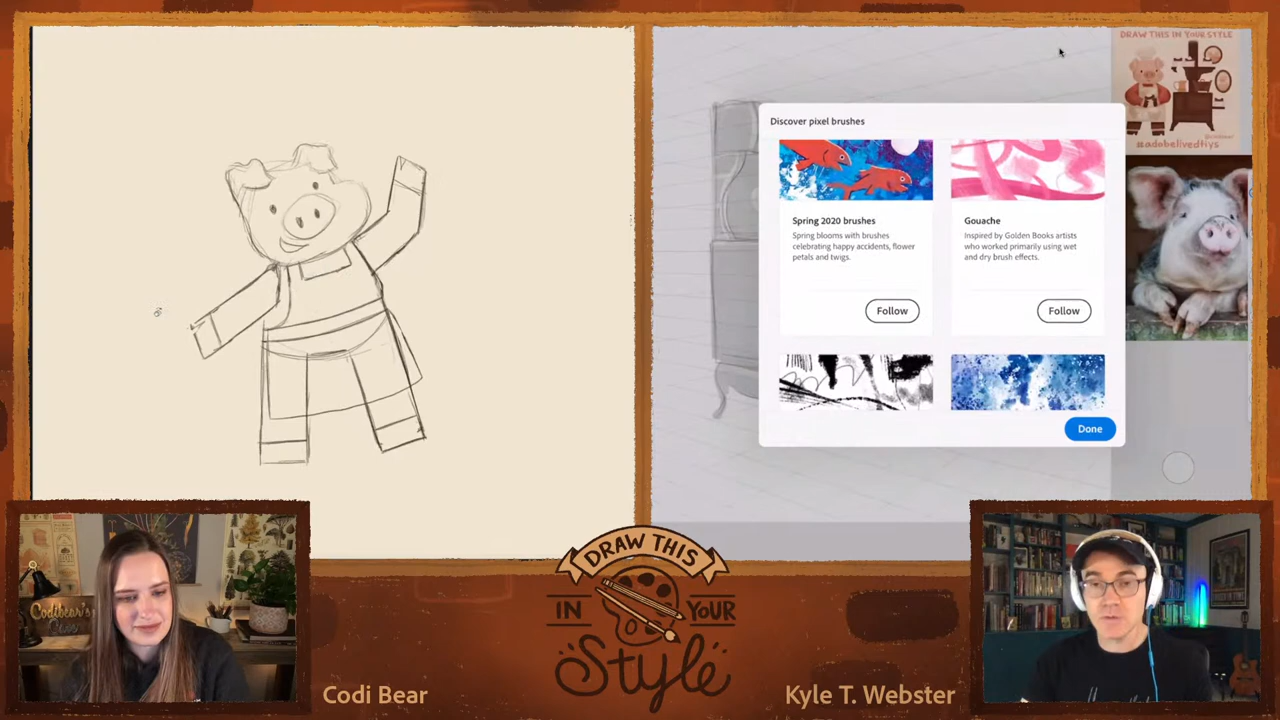 Discover pixel brushes
Spring 2020 brushes
Spring blooms with brushes
celebrating happy accidents, flower
petals and twigs.
Follow
Gouache
Inspired by Golden Books artists
who worked primarily using wet
and dry brush effects.
Follow
Done
DRAW THIS IN YOUR STYLE
#adobelivedtiys
Codibear's
DRAW THIS
IN YOUR
Style
Codi Bear
Kyle T. Webster